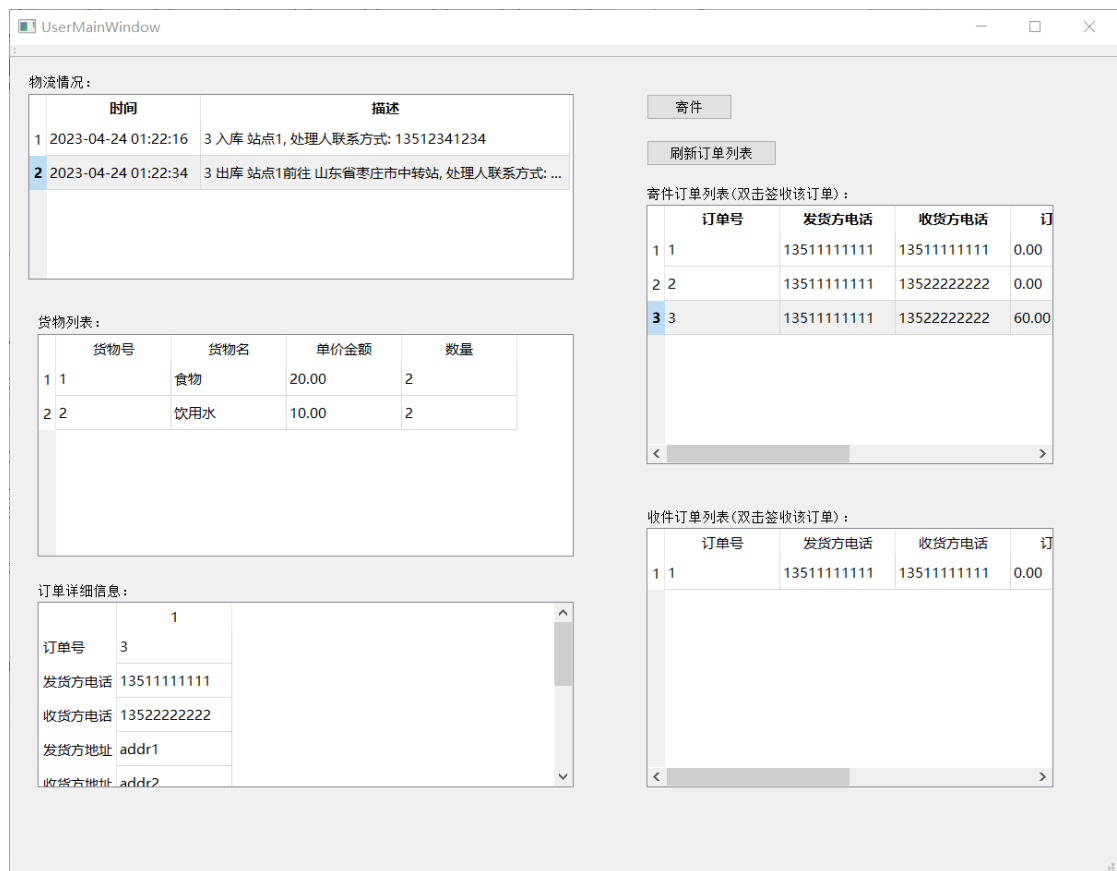 UserMainWindow
物流情况:
时间 描述
1 2023-04-24 01:22:16 3 入库 站点1, 处理人联系方式: 13512341234
2 2023-04-24 01:22:34 3 出库 站点1前往 山东省枣庄市中转站, 处理人联系方式: ...
货物列表:
货物号 货物名 单价金额 数量
1 1 食物 20.00 2
2 2 饮用水 10.00 2
订单详细信息:
1
订单号 3
发货方电话 13511111111
收货方电话 13522222222
发货方地址 addr1
收货方地址 addr2
寄件
刷新订单列表
寄件订单列表(双击签收该订单):
订单号 发货方电话 收货方电话 订
1 1 13511111111 13511111111 0.00
2 2 13511111111 13522222222 0.00
3 3 13511111111 13522222222 60.00
收件订单列表(双击签收该订单):
订单号 发货方电话 收货方电话 订
1 1 13511111111 13511111111 0.00